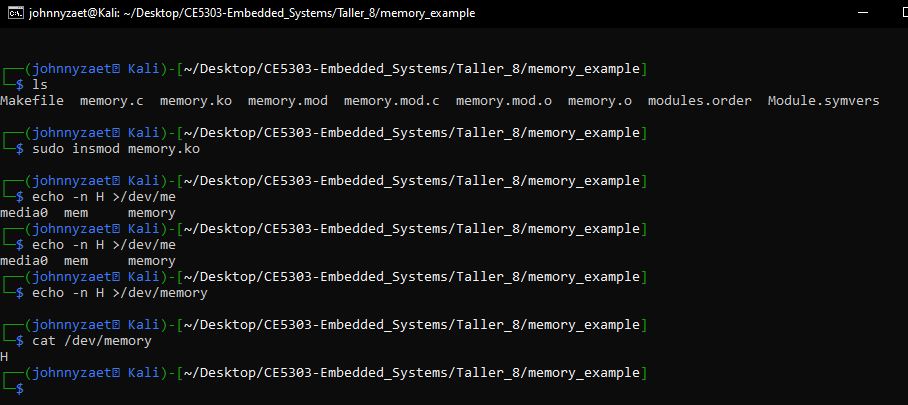 johnnyzaet@Kali: ~/Desktop/CE5303-Embedded_Systems/Taller_8/memory_example
┌──(johnnyzaet㉿ Kali)-[~/Desktop/CE5303-Embedded_Systems/Taller_8/memory_example]
└─$ ls
Makefile  memory.c  memory.ko  memory.mod  memory.mod.c  memory.mod.o  memory.o  modules.order  Module.symvers
┌──(johnnyzaet㉿ Kali)-[~/Desktop/CE5303-Embedded_Systems/Taller_8/memory_example]
└─$ sudo insmod memory.ko
┌──(johnnyzaet㉿ Kali)-[~/Desktop/CE5303-Embedded_Systems/Taller_8/memory_example]
└─$ echo -n H >/dev/me
media0  mem     memory
┌──(johnnyzaet㉿ Kali)-[~/Desktop/CE5303-Embedded_Systems/Taller_8/memory_example]
└─$ echo -n H >/dev/me
media0  mem     memory
┌──(johnnyzaet㉿ Kali)-[~/Desktop/CE5303-Embedded_Systems/Taller_8/memory_example]
└─$ echo -n H >/dev/memory
┌──(johnnyzaet㉿ Kali)-[~/Desktop/CE5303-Embedded_Systems/Taller_8/memory_example]
└─$ cat /dev/memory
H
┌──(johnnyzaet㉿ Kali)-[~/Desktop/CE5303-Embedded_Systems/Taller_8/memory_example]
└─$